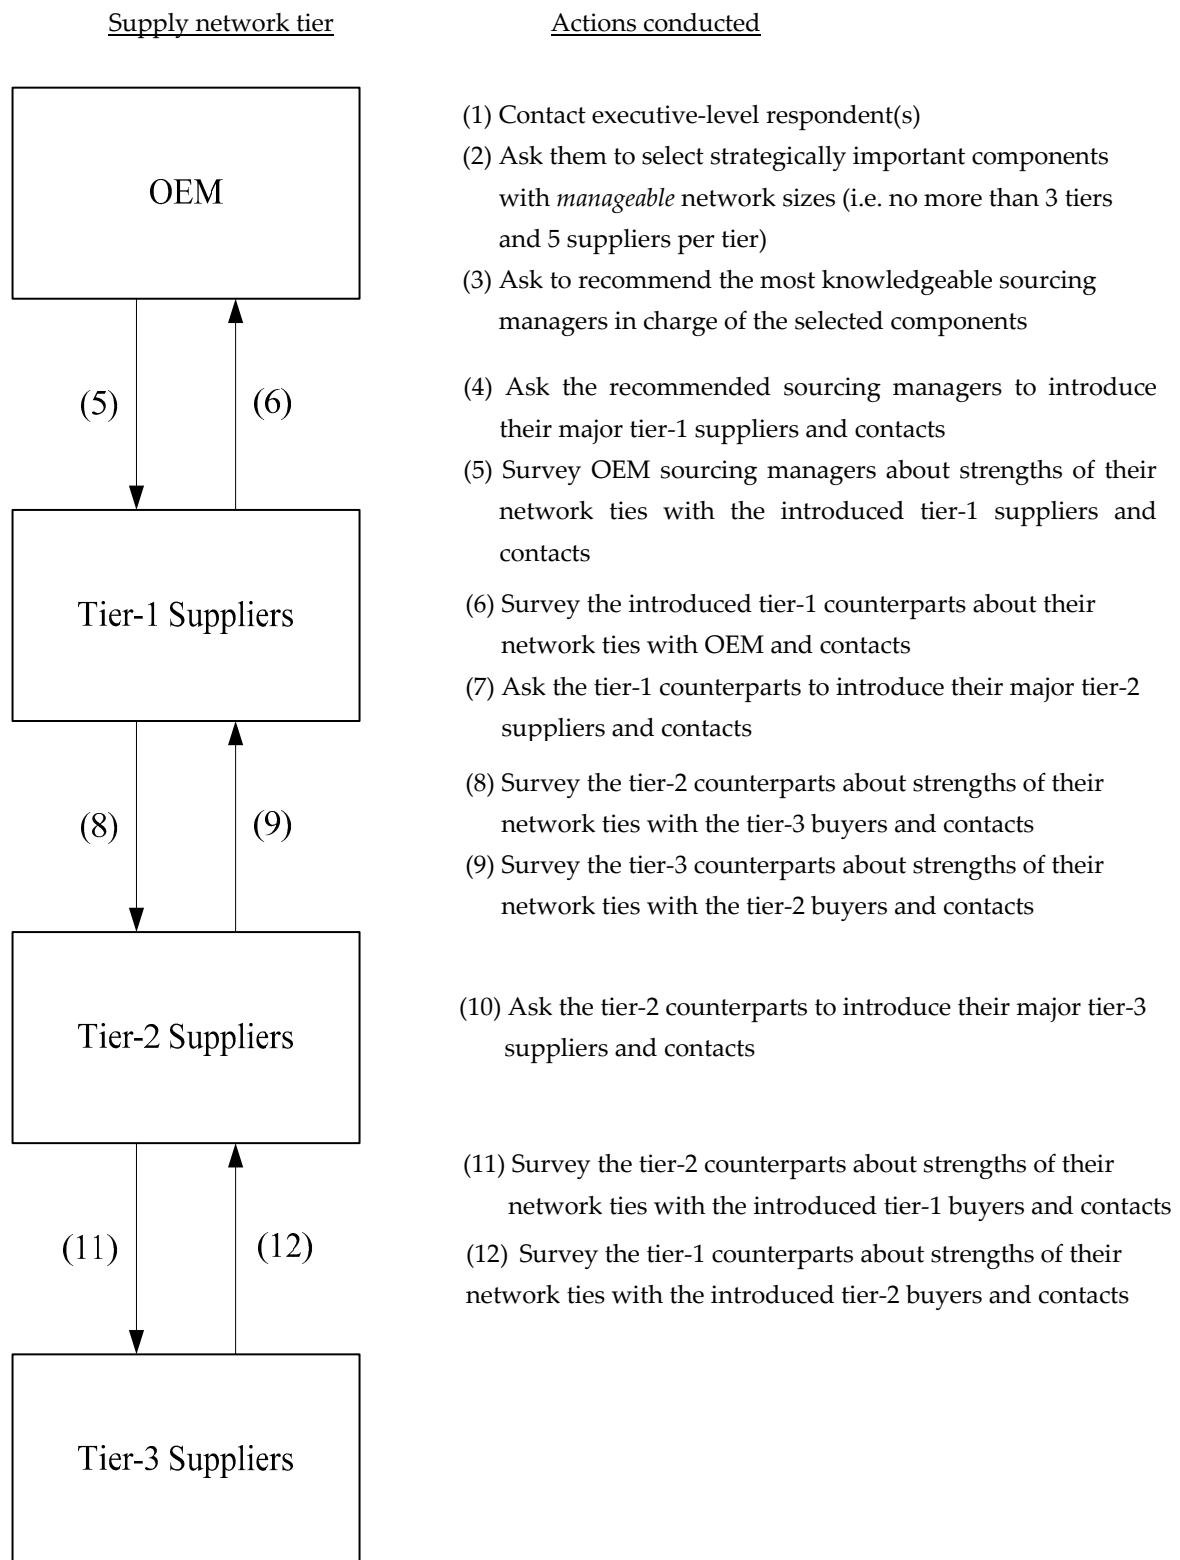 Supply network tier
Actions conducted
OEM
(1) Contact executive-level respondent(s)
(2) Ask them to select strategically important components
with manageable network sizes (i.e. no more than 3 tiers
and 5 suppliers per tier)
(3) Ask to recommend the most knowledgeable sourcing
managers in charge of the selected components
(5)
(6)
(4) Ask the recommended sourcing managers to introduce
their major tier-1 suppliers and contacts
(5) Survey OEM sourcing managers about strengths of their
network ties with the introduced tier-1 suppliers and
contacts
Tier-1 Suppliers
(6) Survey the introduced tier-1 counterparts about their
network ties with OEM and contacts
(7) Ask the tier-1 counterparts to introduce their major tier-2
suppliers and contacts
(8)
(9)
(8) Survey the tier-2 counterparts about strengths of their
network ties with the tier-3 buyers and contacts
(9) Survey the tier-3 counterparts about strengths of their
network ties with the tier-2 buyers and contacts
Tier-2 Suppliers
(10) Ask the tier-2 counterparts to introduce their major tier-3
suppliers and contacts
(11)
(12)
(11) Survey the tier-2 counterparts about strengths of their
network ties with the introduced tier-1 buyers and contacts
(12) Survey the tier-1 counterparts about strengths of their
network ties with the introduced tier-2 buyers and contacts
Tier-3 Suppliers